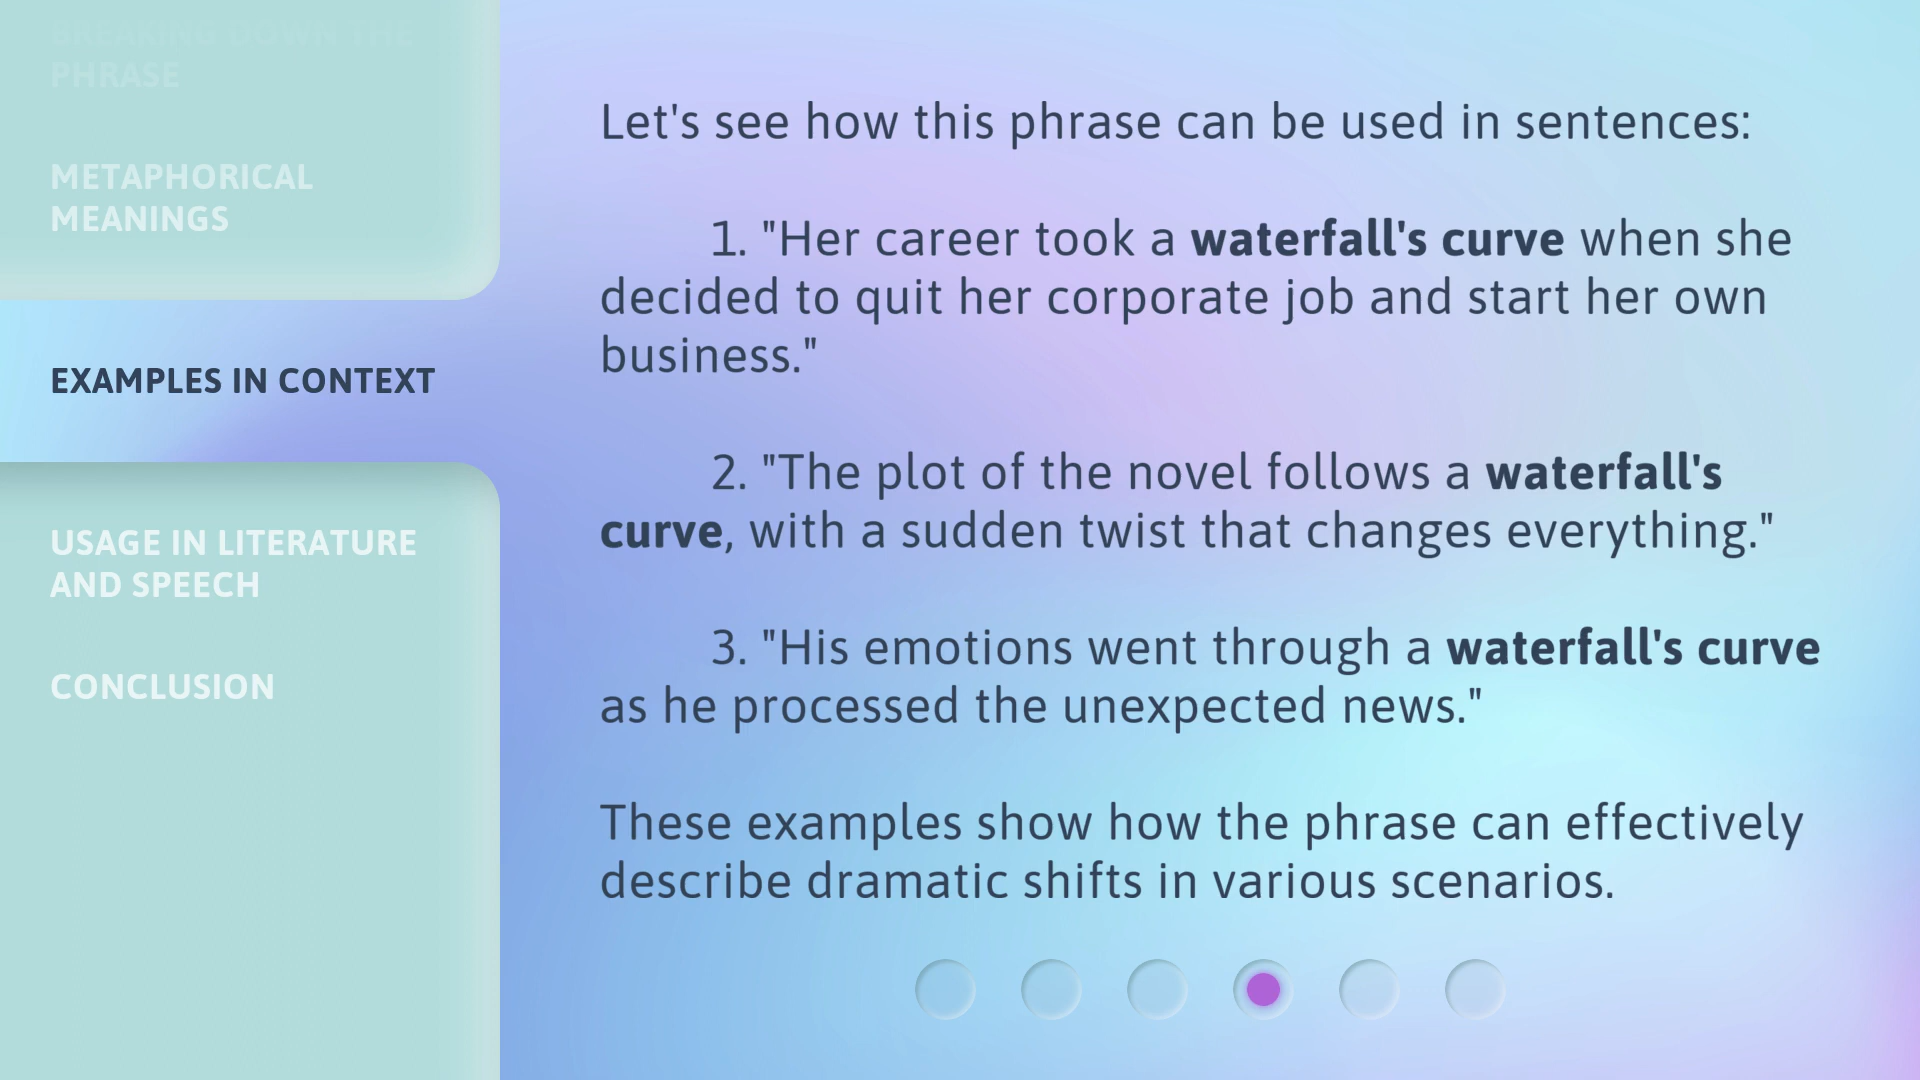 BREAKING DOWN THE
PHRASE
METAPHORICAL
MEANINGS
EXAMPLES IN CONTEXT
USAGE IN LITERATURE
AND SPEECH
CONCLUSION
Let's see how this phrase can be used in sentences:
1. "Her career took a waterfall's curve when she
decided to quit her corporate job and start her own
business."
2. "The plot of the novel follows a waterfall's
curve, with a sudden twist that changes everything."
3. "His emotions went through a waterfall's curve
as he processed the unexpected news."
These examples show how the phrase can effectively
describe dramatic shifts in various scenarios.